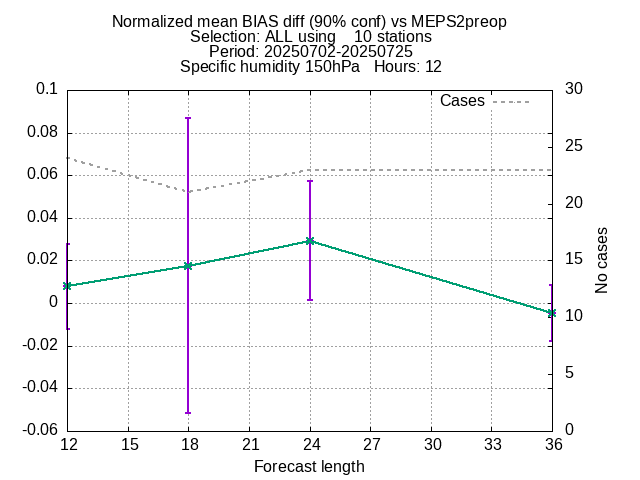 Normalized mean BIAS diff (90% conf) vs MEPS2preop
Selection: ALL using    10 stations
Period: 20250702-20250725
Specific humidity 150hPa   Hours: 12
0.1
0.08
0.06
0.04
0.02
0
-0.02
-0.04
-0.06
Cases
30
25
20
15
10
5
0
No cases
12 15 18 21 24 27 30 33 36
Forecast length